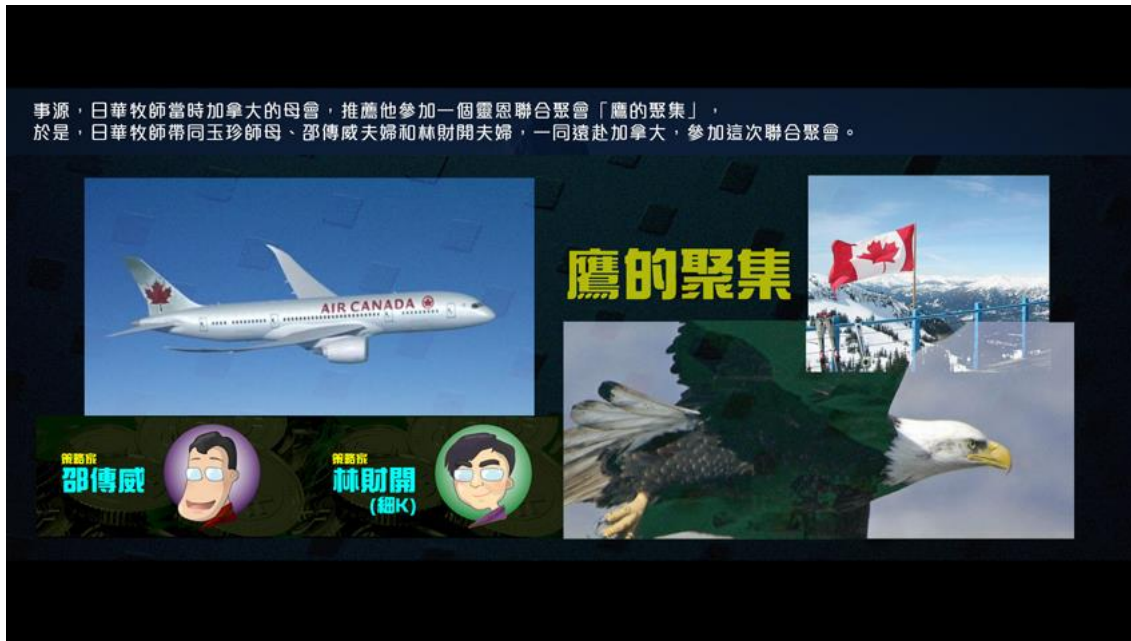 事源，日華牧師當時加拿大的母會，推薦他參加一個靈恩聯合聚會「鷹的聚集」，
於是，日華牧師帶同玉珍師母、邵傳威夫婦和林財開夫婦，一同遠赴加拿大，參加這次聯合聚會。
AIR CANADA
鷹的聚集
策略家
邵傳威
策略家
林財開
(細K)